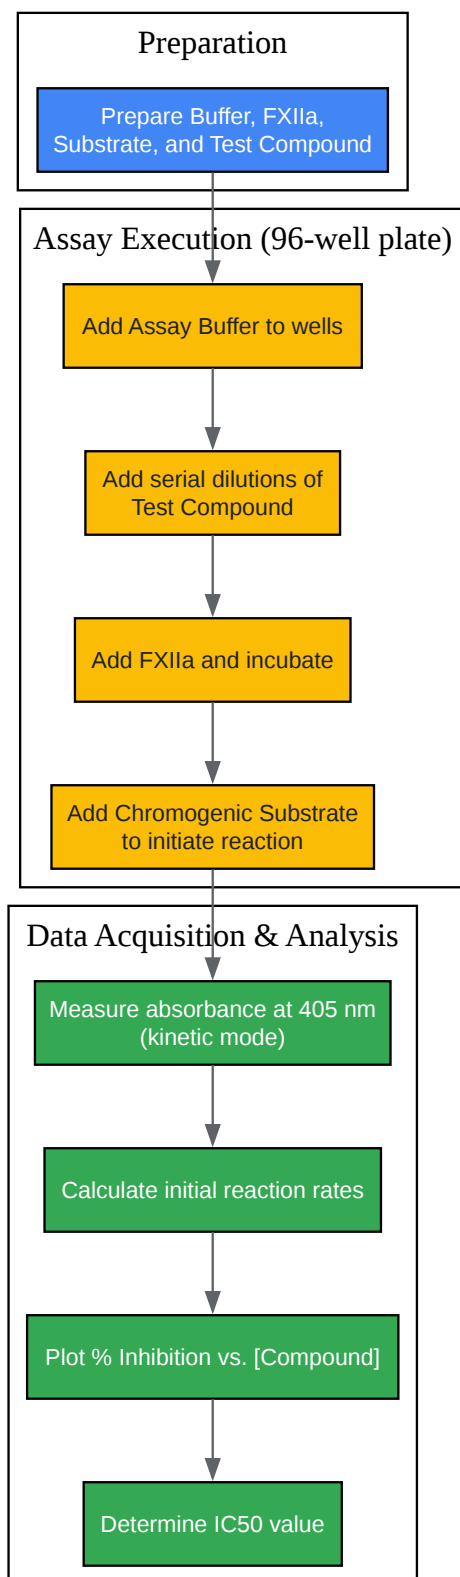 Preparation
Prepare Buffer, FXIIa,
Substrate, and Test Compound
Assay Execution (96-well plate)
Add Assay Buffer to wells
Add serial dilutions of
Test Compound
Add FXIIa and incubate
Add Chromogenic Substrate
to initiate reaction
Data Acquisition & Analysis
Measure absorbance at 405 nm
(kinetic mode)
Calculate initial reaction rates
Plot % Inhibition vs. [Compound]
Determine IC50 value